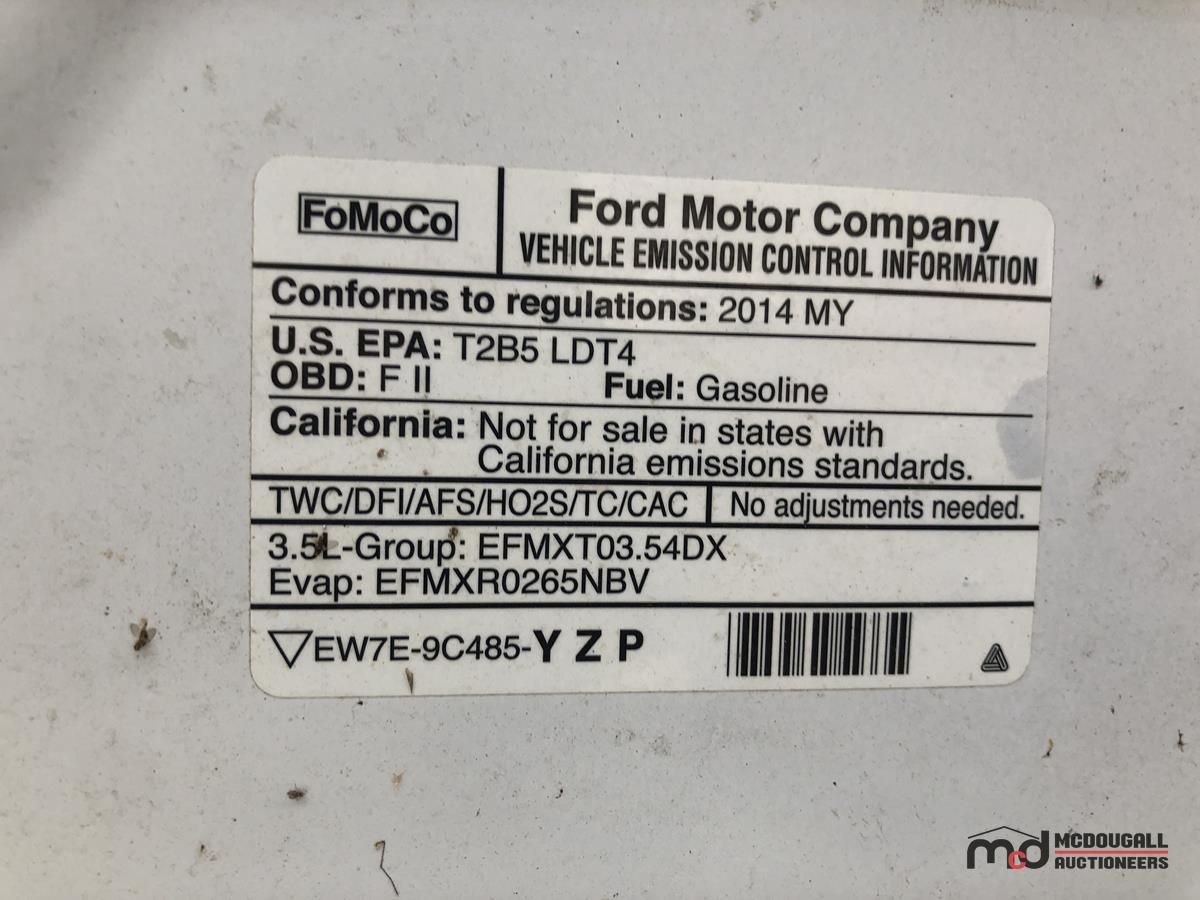 FoMoCo
Ford Motor Company
VEHICLE EMISSION CONTROL INFORMATION
Conforms to regulations: 2014 MY
U.S. EPA: T2B5 LDT4
OBD: F II Fuel: Gasoline
California: Not for sale in states with
California emissions standards.
TWC/DFI/AFS/HO2S/TC/CAC No adjustments needed.
3.5L-Group: EFMXT03.54DX
Evap: EFMXR0265NBV
EW7E-9C485-Y Z P
mcd MCDOUGALL
AUCTIONEERS